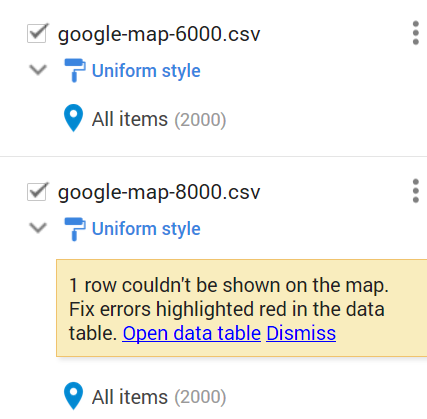 google-map-6000.csv
Uniform style
All items (2000)
google-map-8000.csv
Uniform style
1 row couldn't be shown on the map.
Fix errors highlighted red in the data
table. Open data table Dismiss
All items (2000)